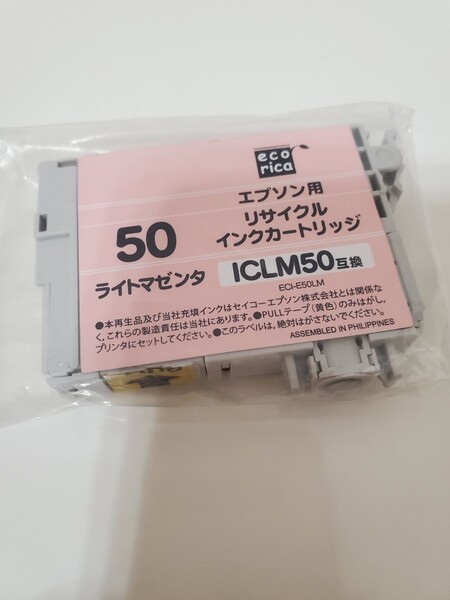 eco
rica
エプソン用
リサイクル
インクカートリッジ
50
ライトマゼンタ
ICLM50互換
ECI-E50LM
●本再生品及び当社充填インクはセイコーエプソン株式会社とは関係な
く、これらの製造責任は当社にあります。●PULLテープ(黄色)のみはがし、
プリンタにセットしてください。●このラベルは、絶対はがさないでください。
ASSEMBLED IN PHILIPPINES